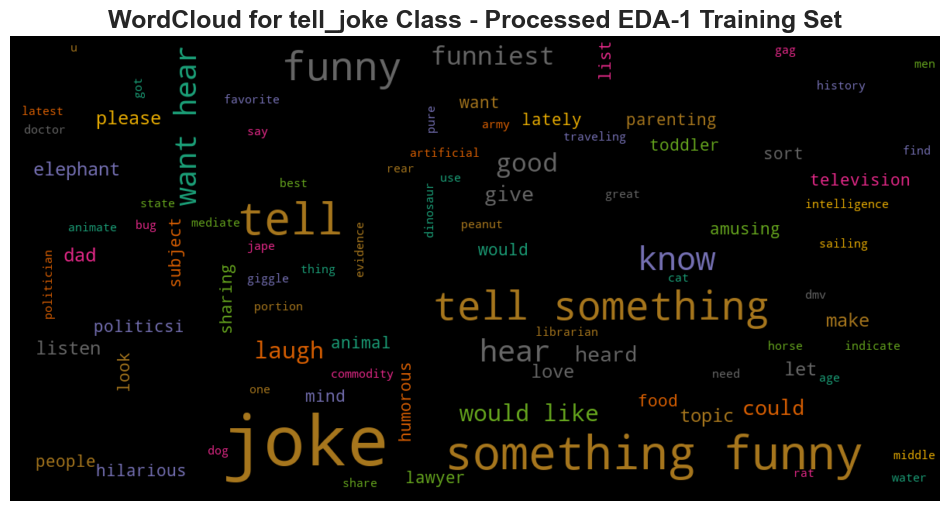 WordCloud for tell_joke Class - Processed EDA-1 Training Set
u
gag
list
funny
funniest
men
want hear
got
history
latest
favorite
want
please
pure
army
lately
parenting
doctor
say
traveling
toddler
artificial
good
sort
find
elephant
rear
use
television
best
give
great
state
dinosaur
intelligence
tell
mediate
peanut
animate
bug
amusing
subject
jape
evidence
would
know
sailing
dad
thing
giggle
cat
politician
sharing
portion
tell something
dmv
politicsi
librarian
make
listen
laugh
animal
hear
heard
horse
indicate
look
commodity
love
need
let
age
one
mind
humorous
food
joke
would like
topic
could
something funny
dog
people
hilarious
share
lawyer
rat
middle
water